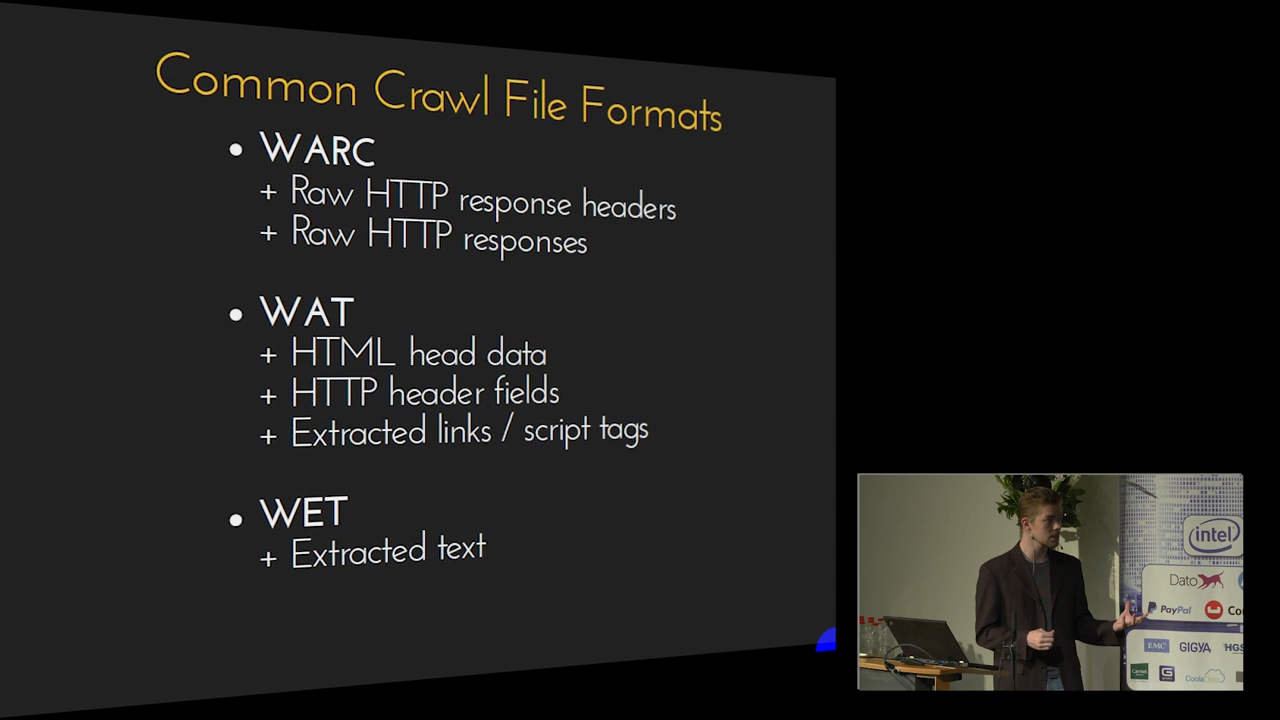 Common Crawl File Formats
• WARC
+ Raw HTTP response headers
+ Raw HTTP responses
• WAT
+ HTML head data
+ HTTP header fields
+ Extracted links / script tags
• WET
+ Extracted text
intel
Dato
PayPal
EMC
GIGYA